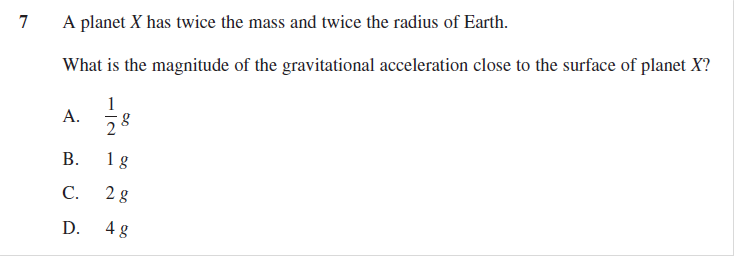 7 A planet X has twice the mass and twice the radius of Earth.
What is the magnitude of the gravitational acceleration close to the surface of planet X?
A. 1/2 g
B. 1 g
C. 2 g
D. 4 g